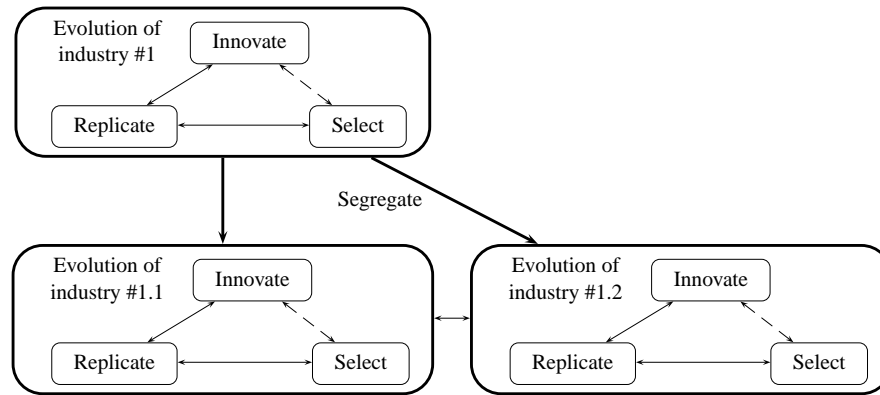 Evolution of
industry #1
Innovate
Replicate
Select
Segregate
Evolution of
industry #1.1
Innovate
Replicate
Select
Evolution of
industry #1.2
Innovate
Replicate
Select